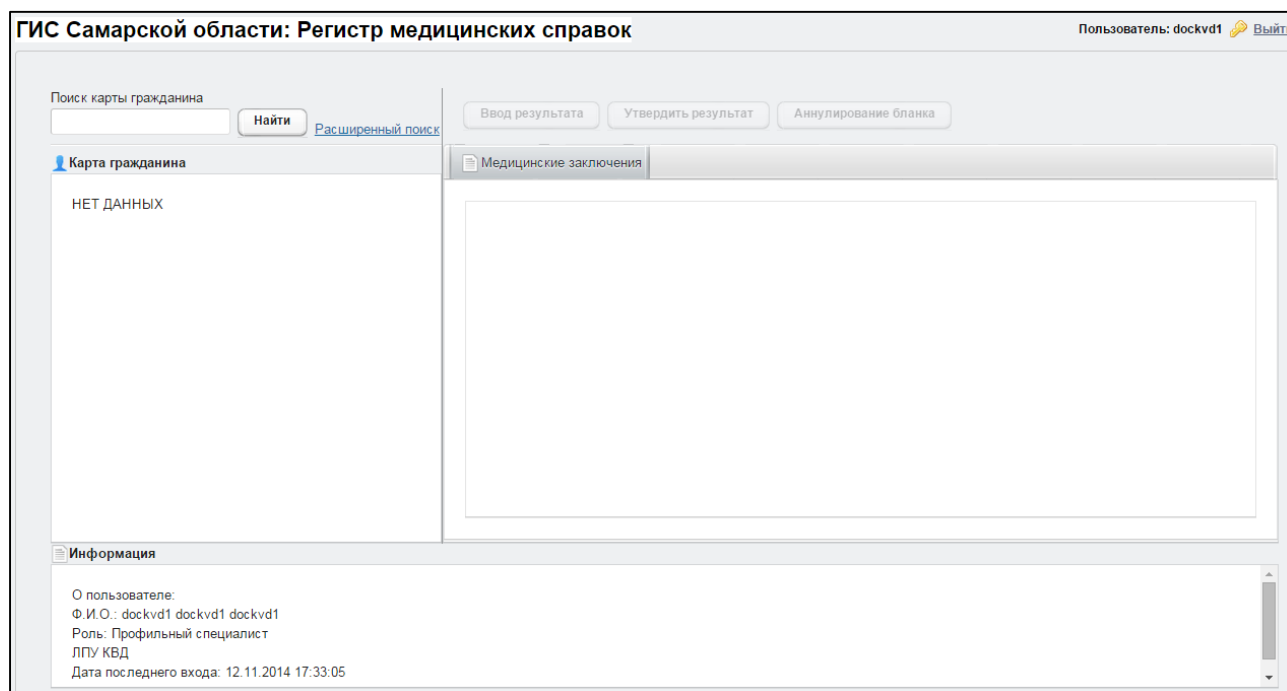 ГИС Самарской области: Регистр медицинских справок
Пользователь: dockvd1 Выйти
Поиск карты гражданина
Найти
Расширенный поиск
Ввод результата
Утвердить результат
Аннулирование бланка
Карта гражданина
Медицинские заключения
НЕТ ДАННЫХ
Информация
О пользователе:
Ф.И.О.: dockvd1 dockvd1 dockvd1
Роль: Профильный специалист
ЛПУ КВД
Дата последнего входа: 12.11.2014 17:33:05